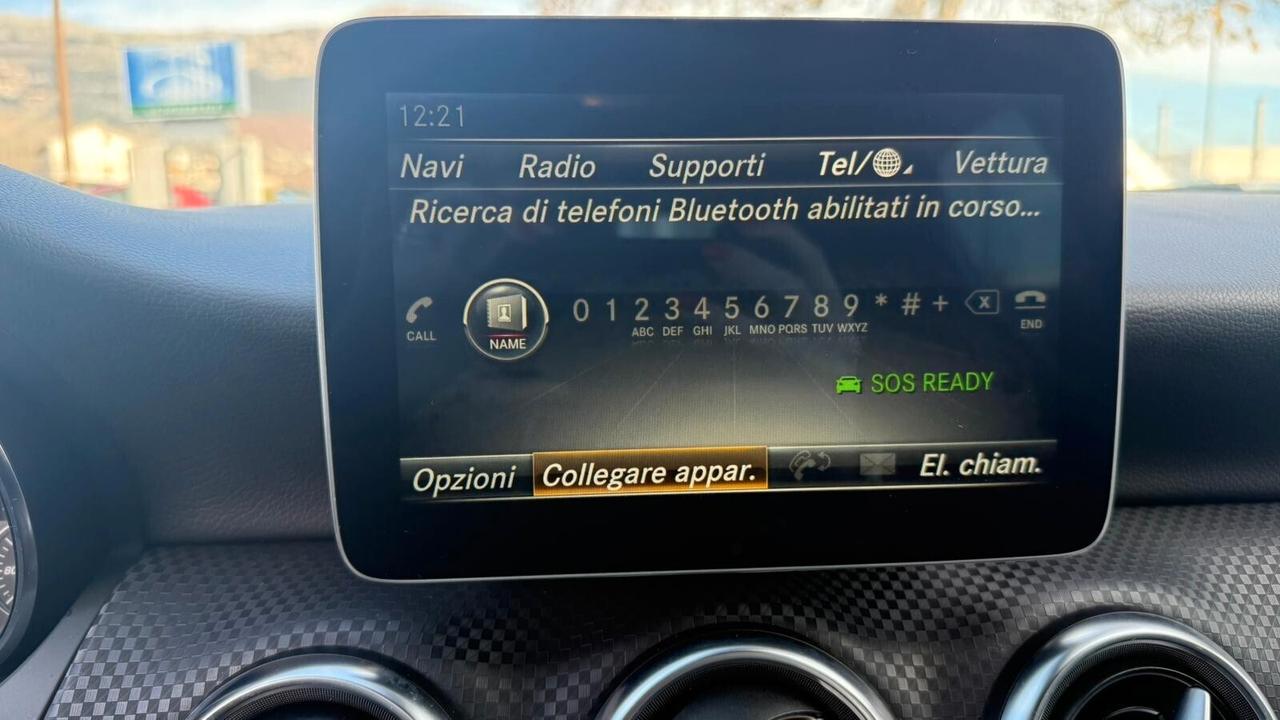 12:21
Navi Radio Supporti Tel/ Vettura
Ricerca di telefoni Bluetooth abilitati in corso...
CALL NAME 0 1 2 3 4 5 6 7 8 9 * # + x END
ABC DEF GHI JKL MNO PQRS TUV WXYZ
SOS READY
Opzioni Collegare appar. El. chiam.
80